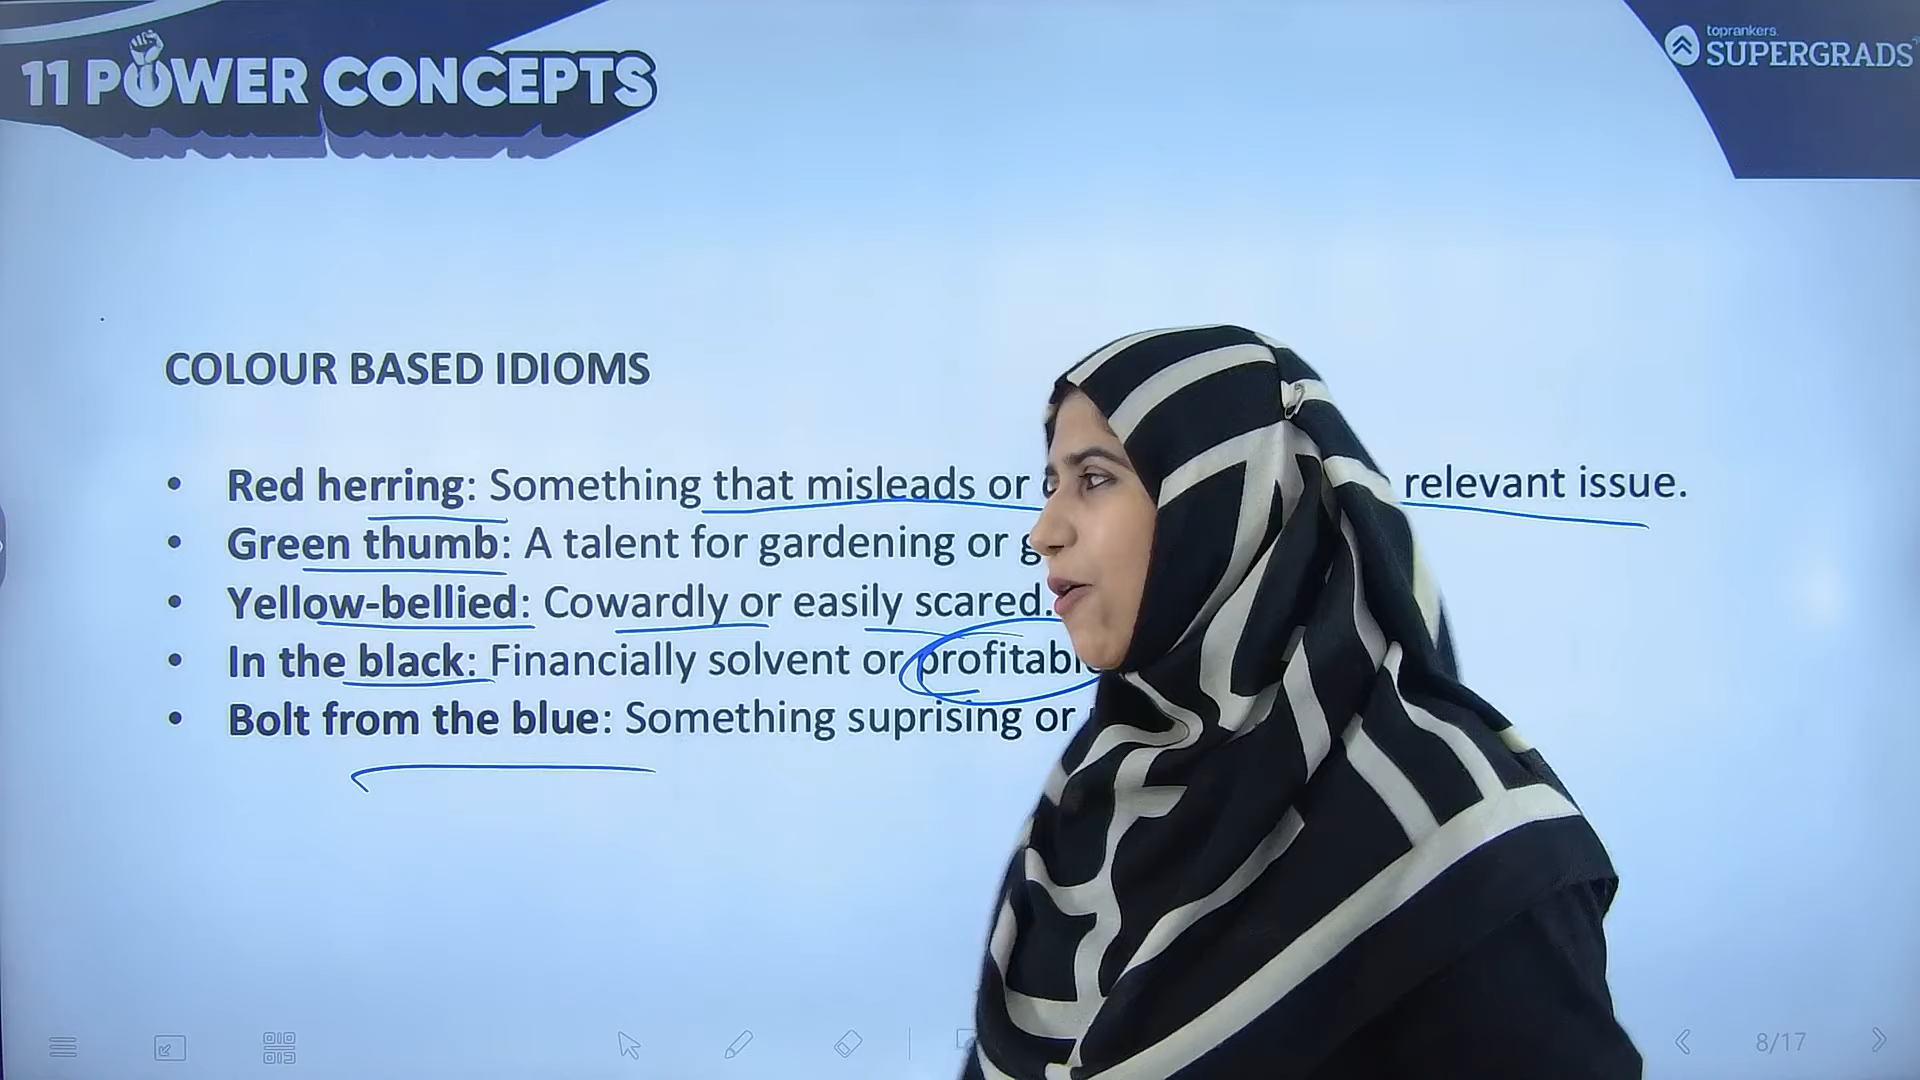 11 POWER CONCEPTS
toprankers
SUPERGRADS
COLOUR BASED IDIOMS
• Red herring: Something that misleads or relevant issue.
• Green thumb: A talent for gardening or
• Yellow-bellied: Cowardly or easily scared.
• In the black: Financially solvent or profitabl
• Bolt from the blue: Something suprising or
8/17